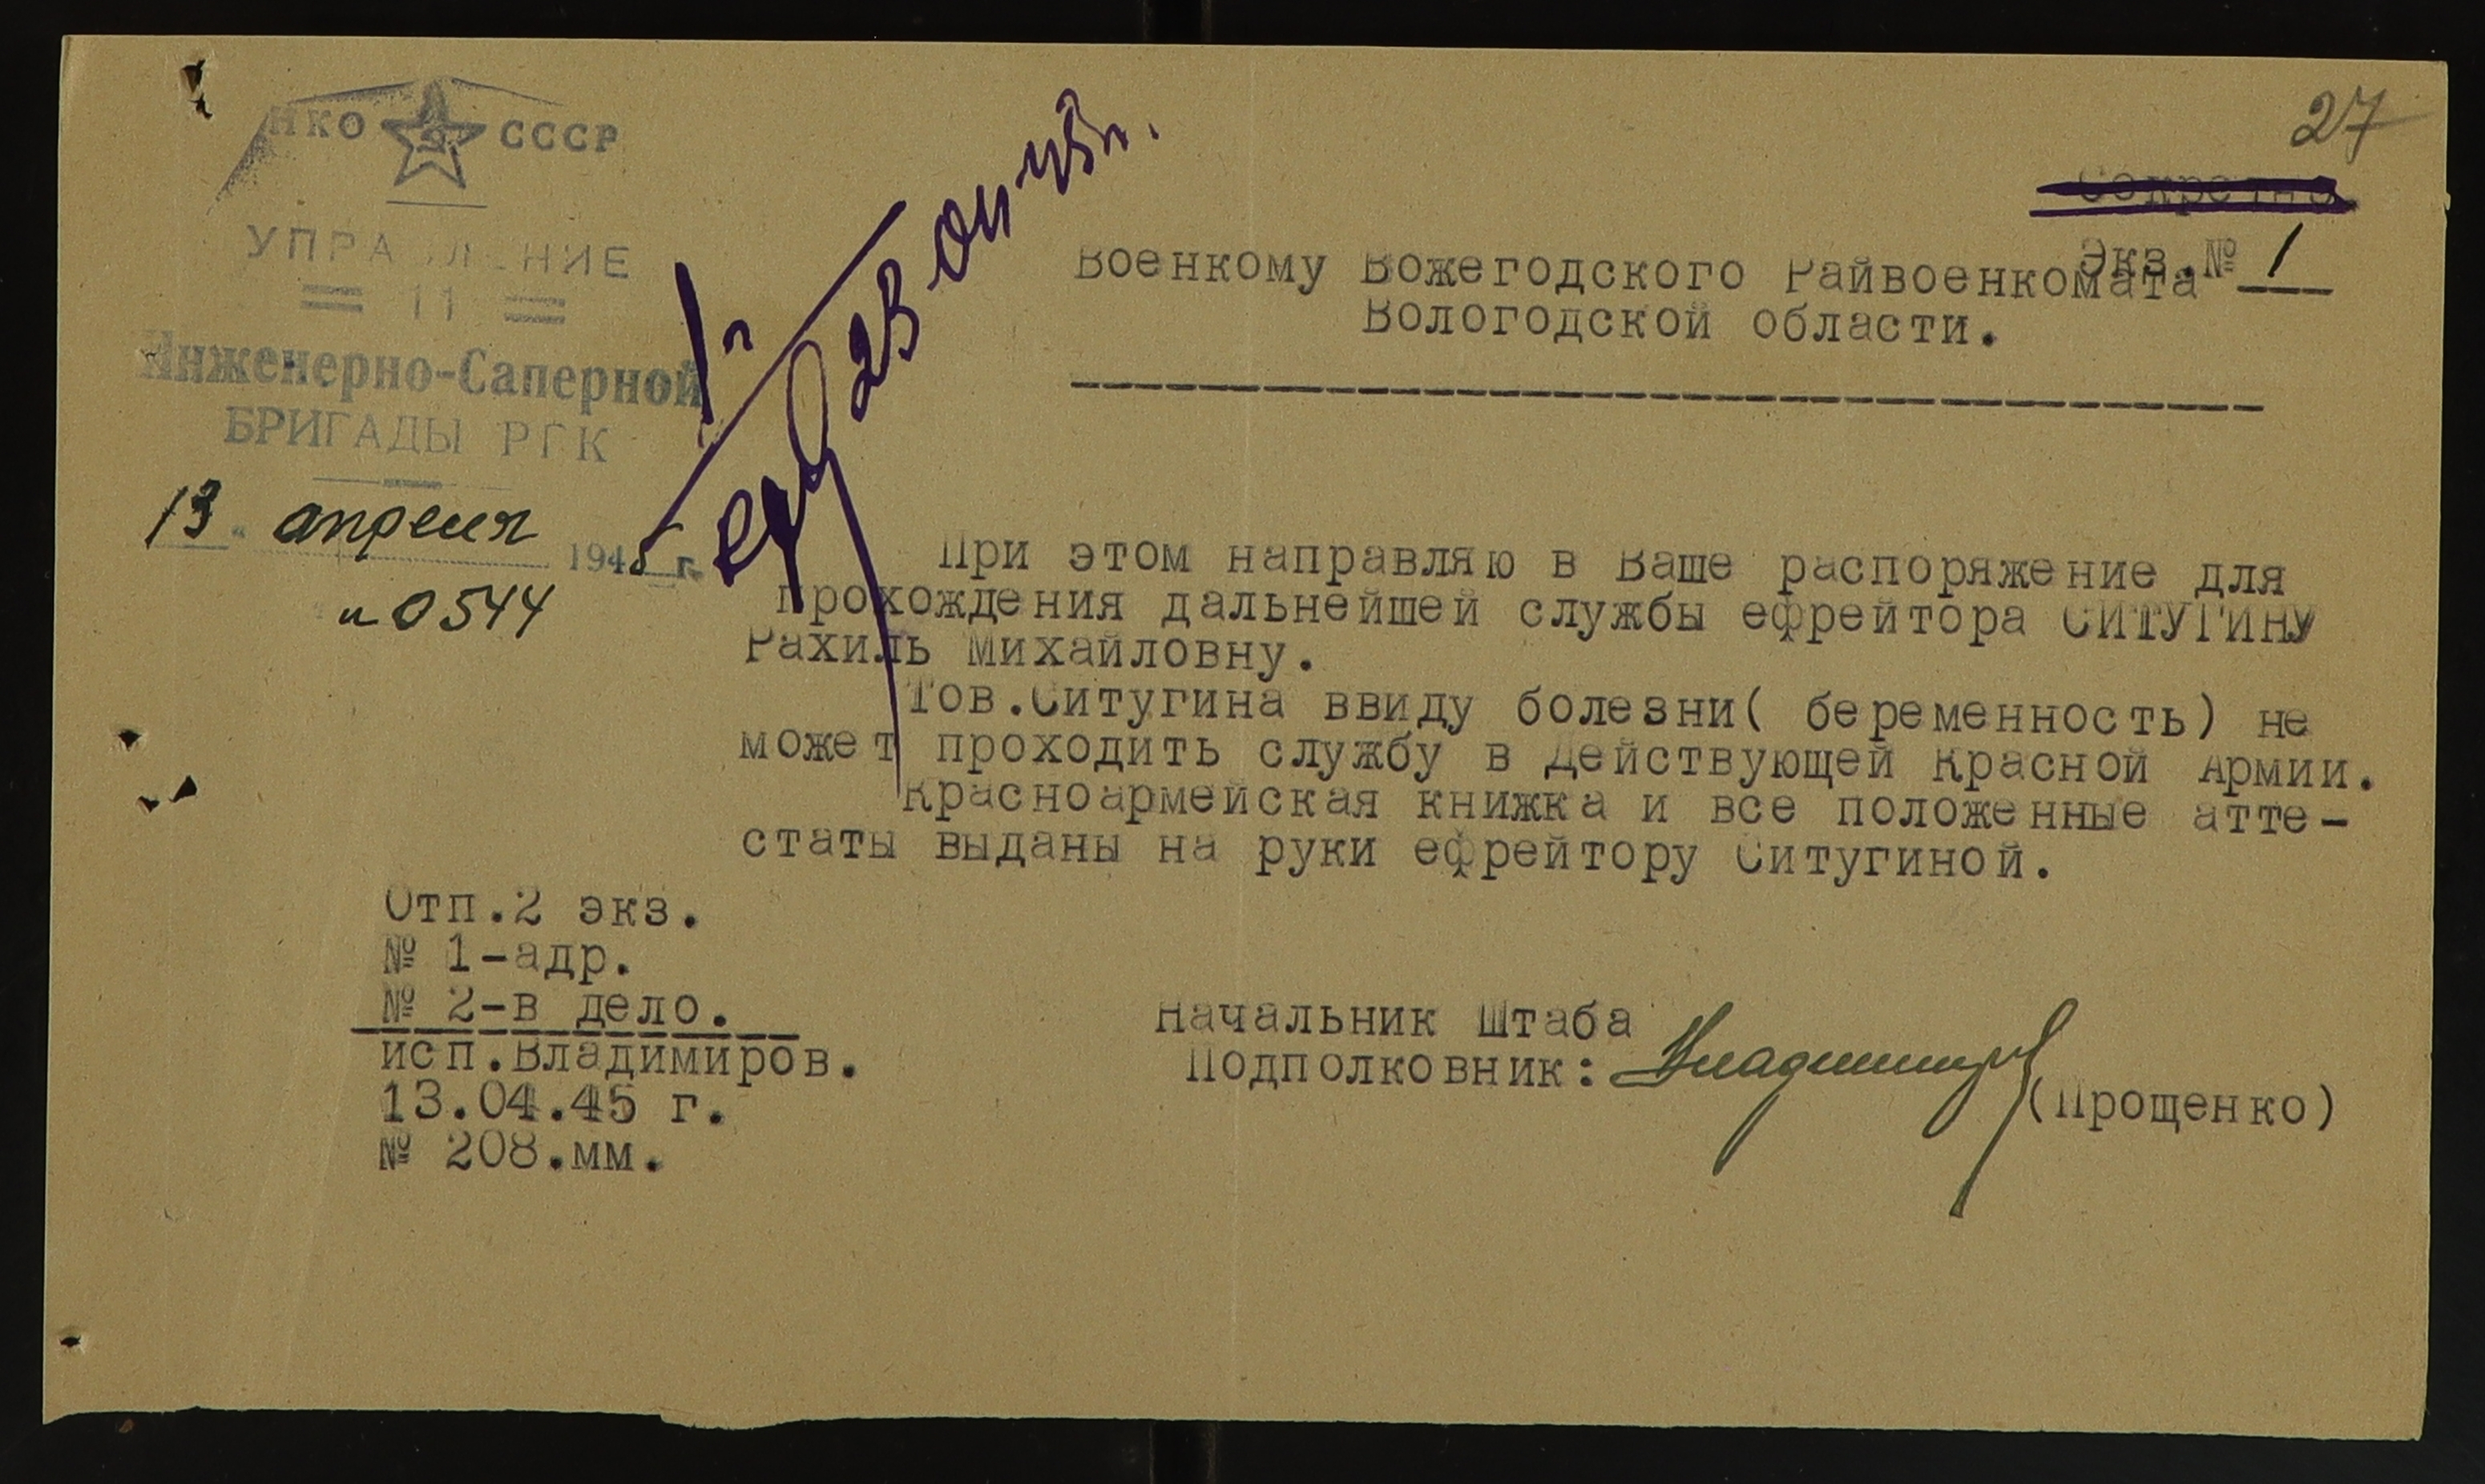 27
НКО СССР
Секретно
УПРАВЛЕНИЕ
Экз.№ 1
= 11 =
Военкому Вожегодского Райвоенкомата
Вологодской области.
Инженерно-Саперной
БРИГАДЫ РГК
13 апреля 1945 г.
0544
При этом направляю в Ваше распоряжение для
прохождения дальнейшей службы ефрейтора СИТУГИНУ
Рахиль Михайловну.
Тов.Ситугина ввиду болезни( беременность) не
может проходить службу в Действующей Красной Армии.
Красноармейская книжка и все положенные атте-
статы выданы на руки ефрейтору Ситугиной.
Отп.2 экз.
№ 1-адр.
№ 2-в дело.
исп.Владимиров.
13.04.45 г.
№ 208.мм.
Начальник Штаба
Подполковник:
(Прощенко)